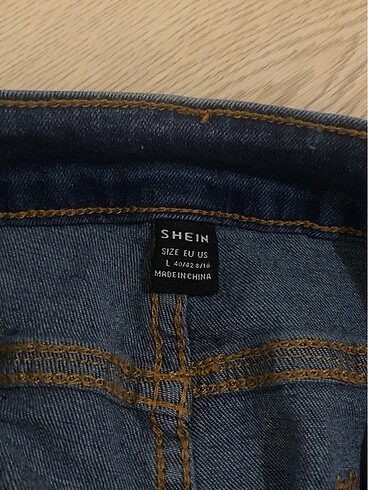 SHEIN
SIZE EU US
L 40/42 8/10
MADE IN CHINA